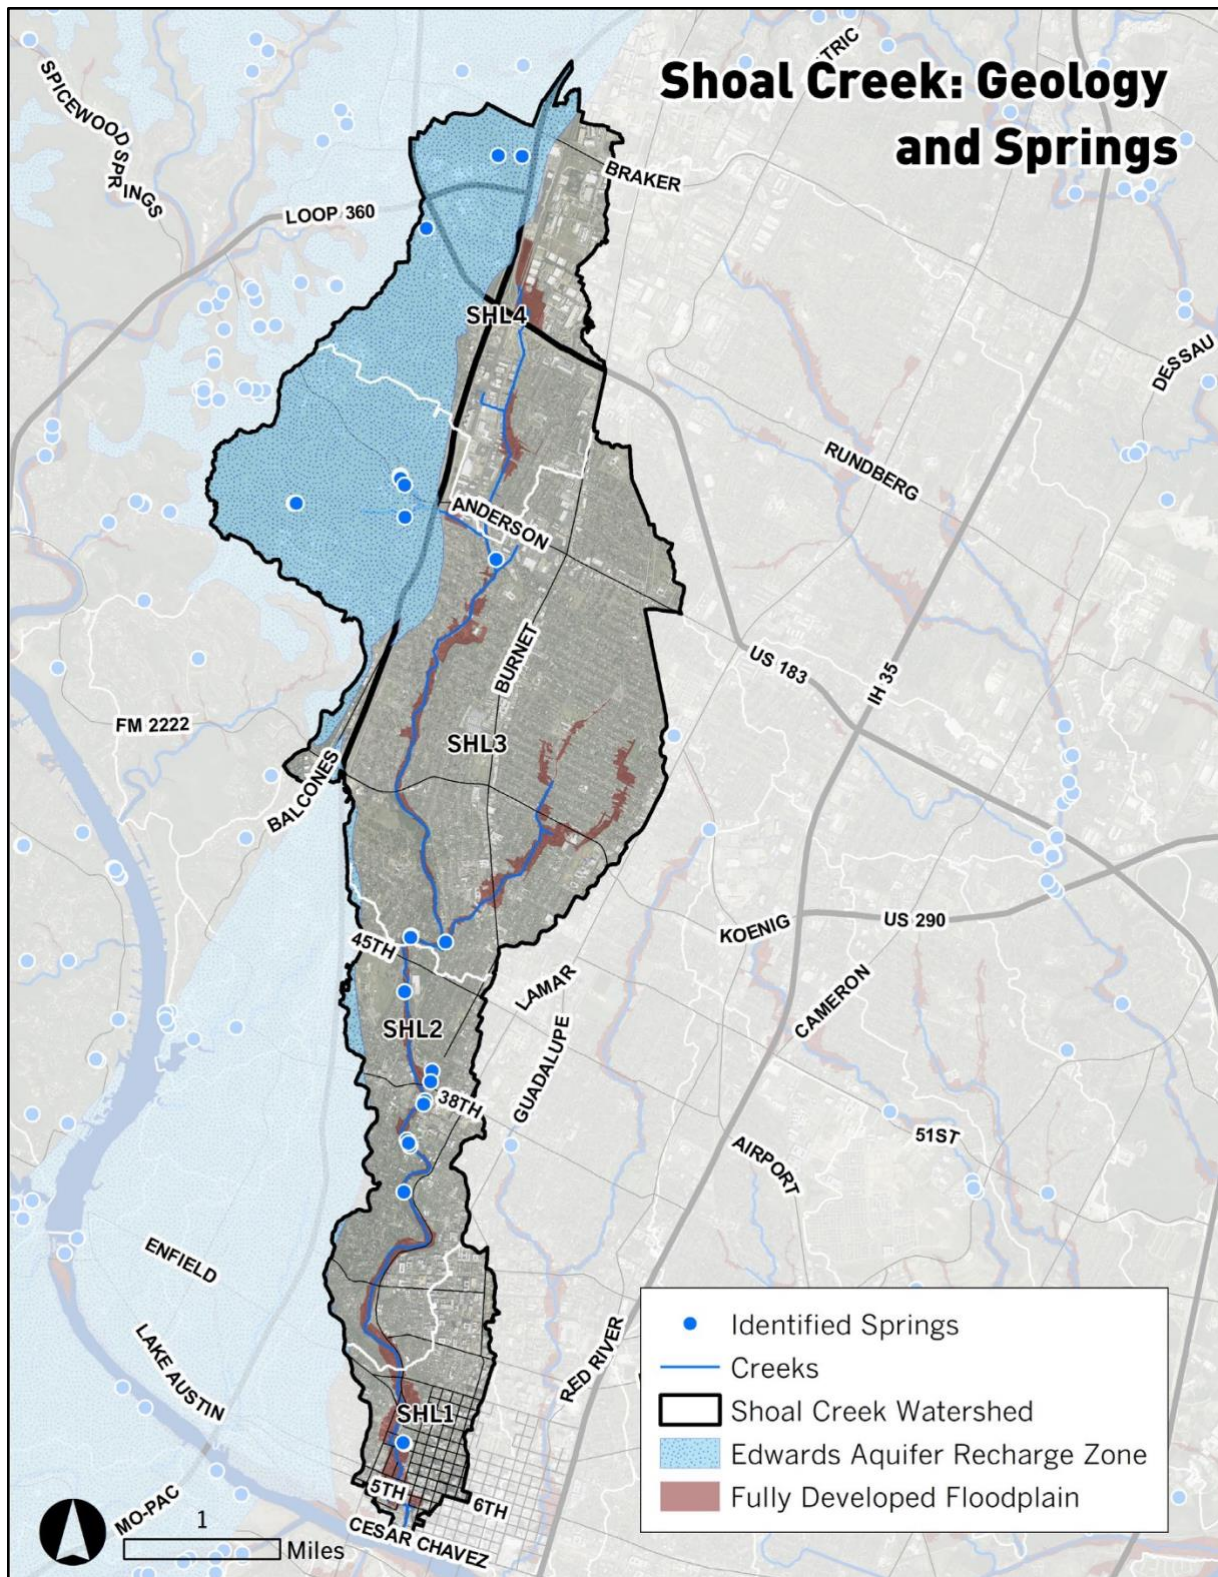 Shoal Creek: Geology
and Springs
TRIC
SPICEWOOD SPRINGS
BRAKER
LOOP 360
SHL4
DESSAU
RUNDBERG
ANDERSON
BURNET
US 183
IH 35
FM 2222
SHL3
BALCONES
KOENIG
US 290
45TH
LAMAR
CAMERON
SHL2
GUADALUPE
38TH
51ST
AIRPORT
ENFIELD
LAKE AUSTIN
RED RIVER
SHL1
5TH
6TH
MO-PAC
CESAR CHAVEZ
1
Miles
Identified Springs
Creeks
Shoal Creek Watershed
Edwards Aquifer Recharge Zone
Fully Developed Floodplain